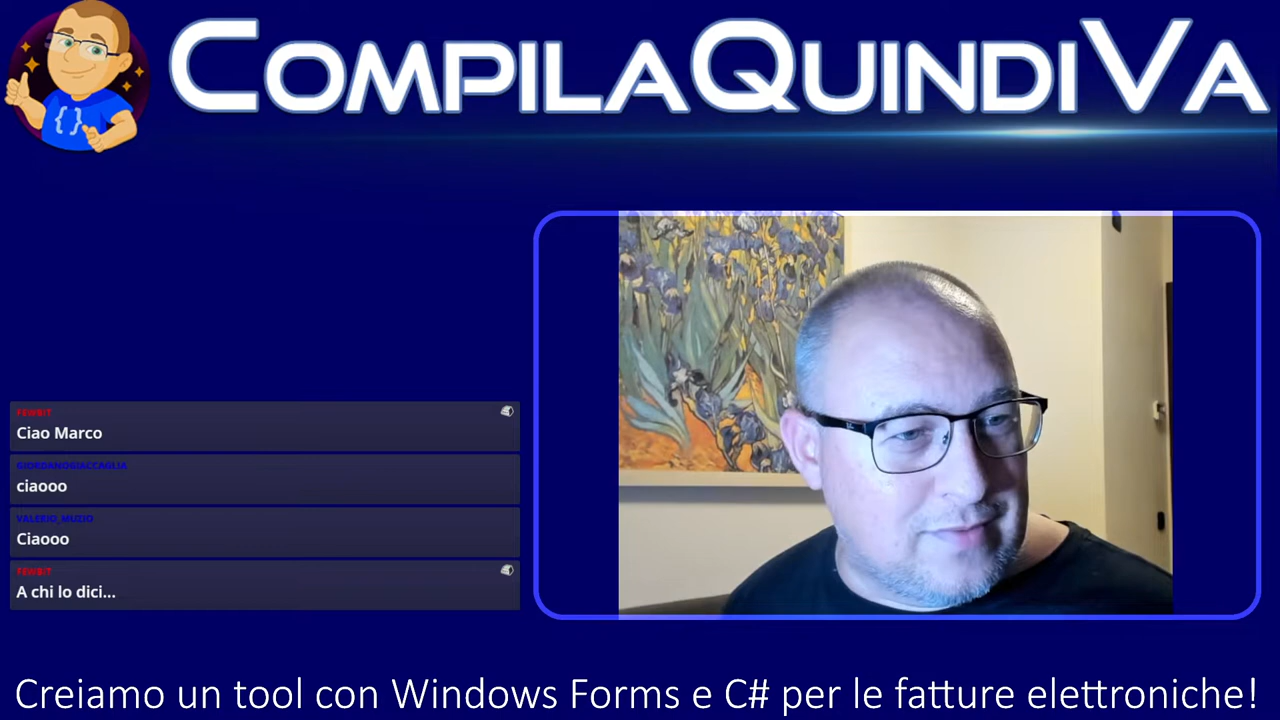 COMPILAQUINDIVA
{ }
FEWBIT
Ciao Marco
GIORDANOBIACCAGLIA
ciaooo
VALERIO_MUZIO
Ciaooo
FEWBIT
A chi lo dici...
Creiamo un tool con Windows Forms e C# per le fatture elettroniche!